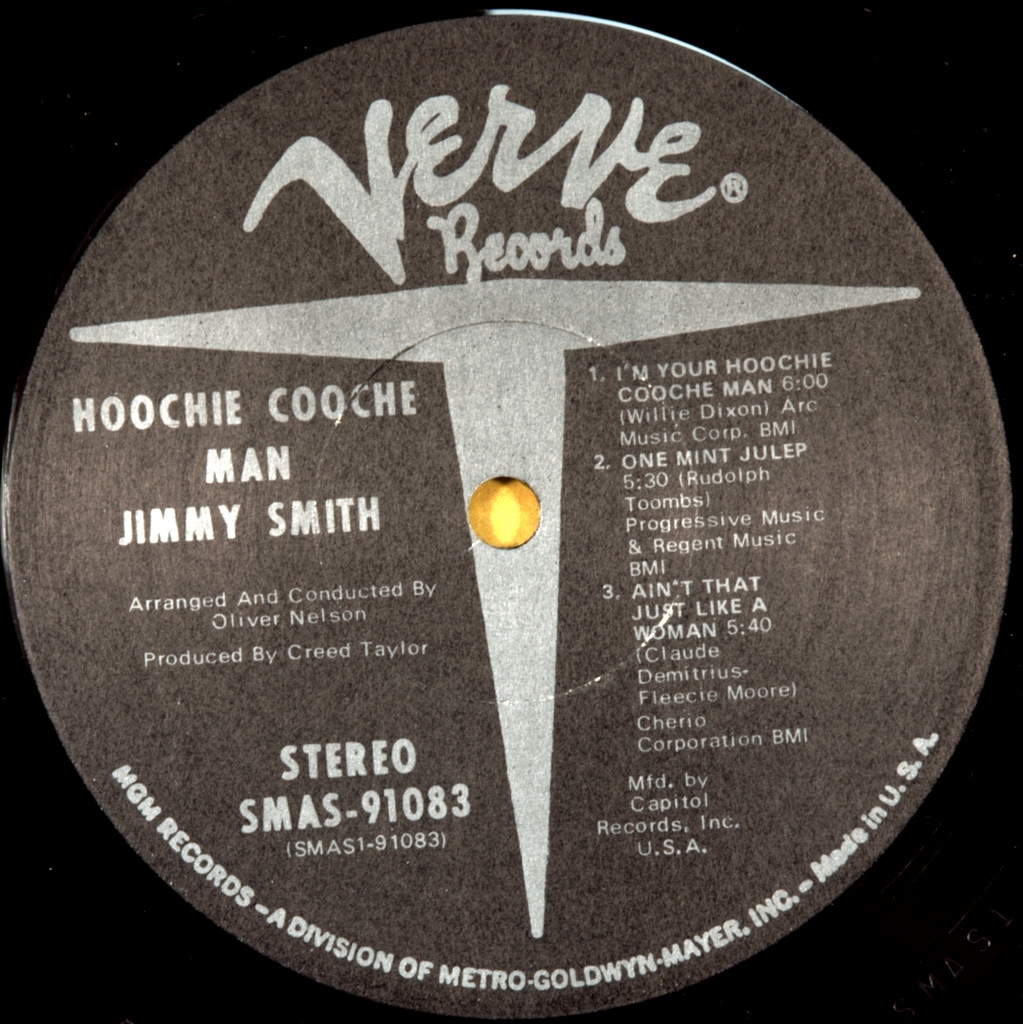 Verve ®
Records
HOOCHIE COOCHE
MAN
JIMMY SMITH
Arranged And Conducted By
Oliver Nelson
Produced By Creed Taylor
STEREO
SMAS-91083
(SMAS1-91083)
1. I'M YOUR HOOCHIE
COOCHE MAN 6:00
(Willie Dixon) Arc
Music Corp. BMI
2. ONE MINT JULEP
5:30 (Rudolph
Toombs)
Progressive Music
& Regent Music
BMI
3. AIN'T THAT
JUST LIKE A
WOMAN 5:40
(Claude
Demitrius-
Fleecie Moore)
Cherio
Corporation BMI
Mfd. by
Capitol
Records, Inc.
U.S.A.
MGM RECORDS – A DIVISION OF METRO-GOLDWYN-MAYER, INC. – Made in U. S. A.
SMAS1